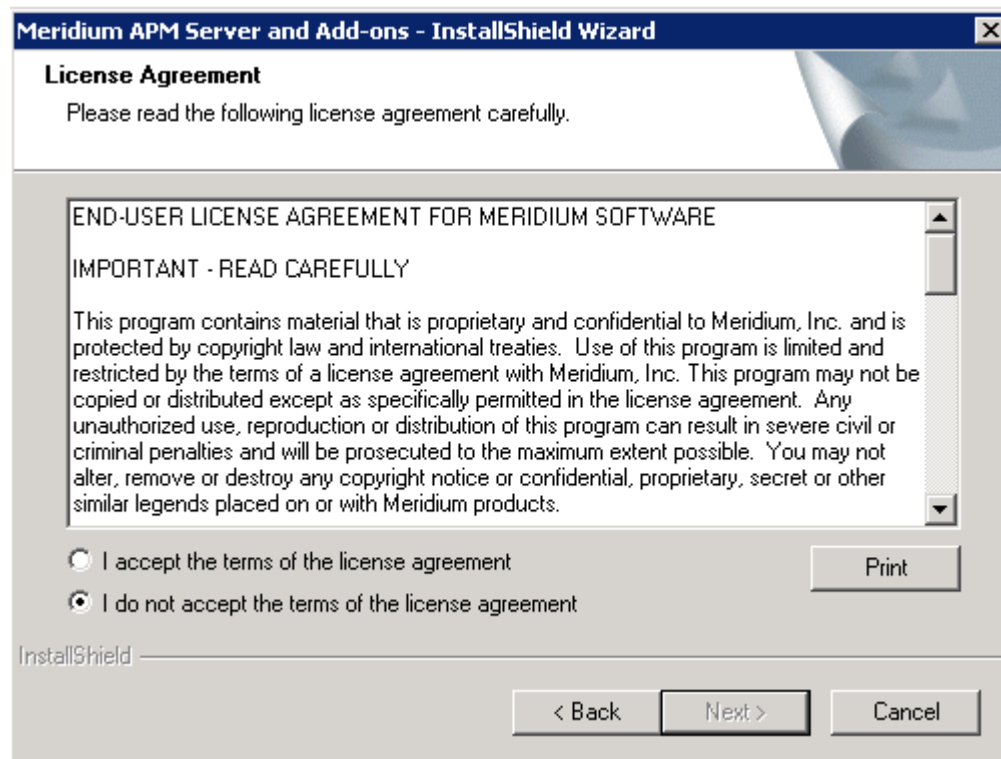 Meridium APM Server and Add-ons - InstallShield Wizard
License Agreement
Please read the following license agreement carefully.
END-USER LICENSE AGREEMENT FOR MERIDIUM SOFTWARE
IMPORTANT - READ CAREFULLY
This program contains material that is proprietary and confidential to Meridium, Inc. and is
protected by copyright law and international treaties.  Use of this program is limited and
restricted by the terms of a license agreement with Meridium, Inc. This program may not be
copied or distributed except as specifically permitted in the license agreement.  Any
unauthorized use, reproduction or distribution of this program can result in severe civil or
criminal penalties and will be prosecuted to the maximum extent possible.  You may not
alter, remove or destroy any copyright notice or confidential, proprietary, secret or other
similar legends placed on or with Meridium products.
I accept the terms of the license agreement
Print
I do not accept the terms of the license agreement
InstallShield
< Back
Next >
Cancel